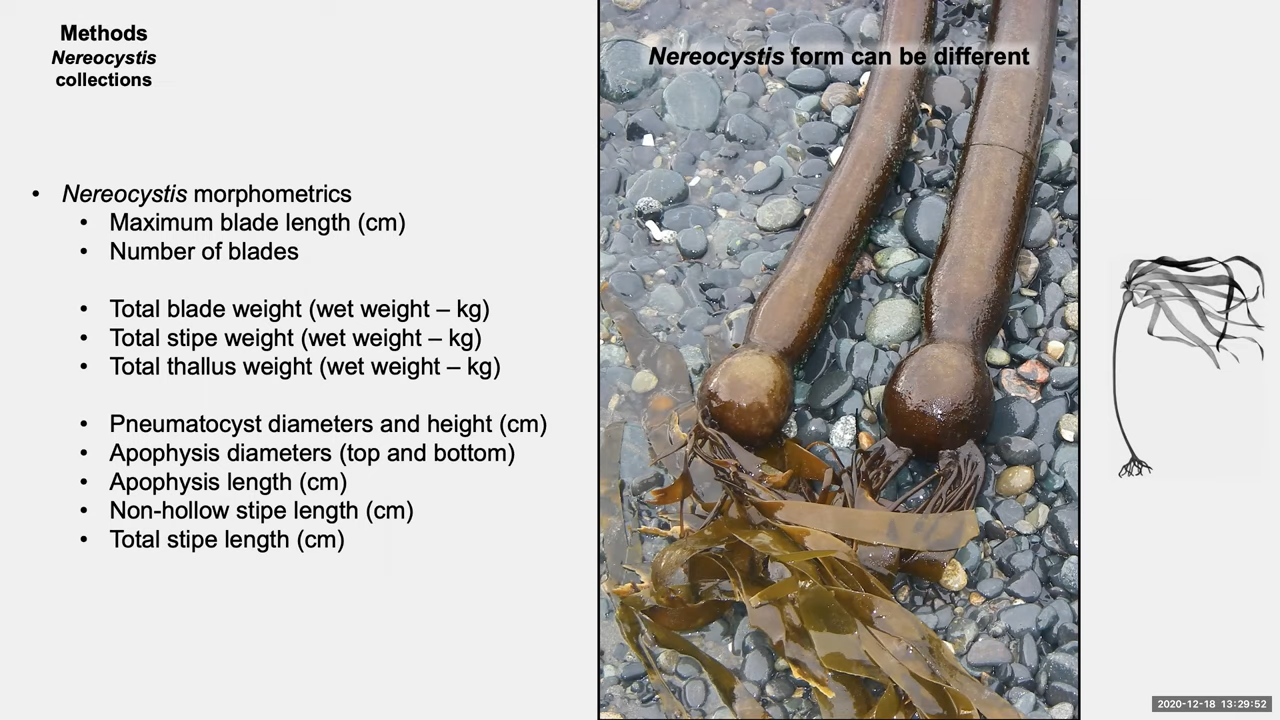 Methods
Nereocystis
collections
Nereocystis form can be different
• Nereocystis morphometrics
• Maximum blade length (cm)
• Number of blades
• Total blade weight (wet weight – kg)
• Total stipe weight (wet weight – kg)
• Total thallus weight (wet weight – kg)
• Pneumatocyst diameters and height (cm)
• Apophysis diameters (top and bottom)
• Apophysis length (cm)
• Non-hollow stipe length (cm)
• Total stipe length (cm)
2020-12-18 13:29:52